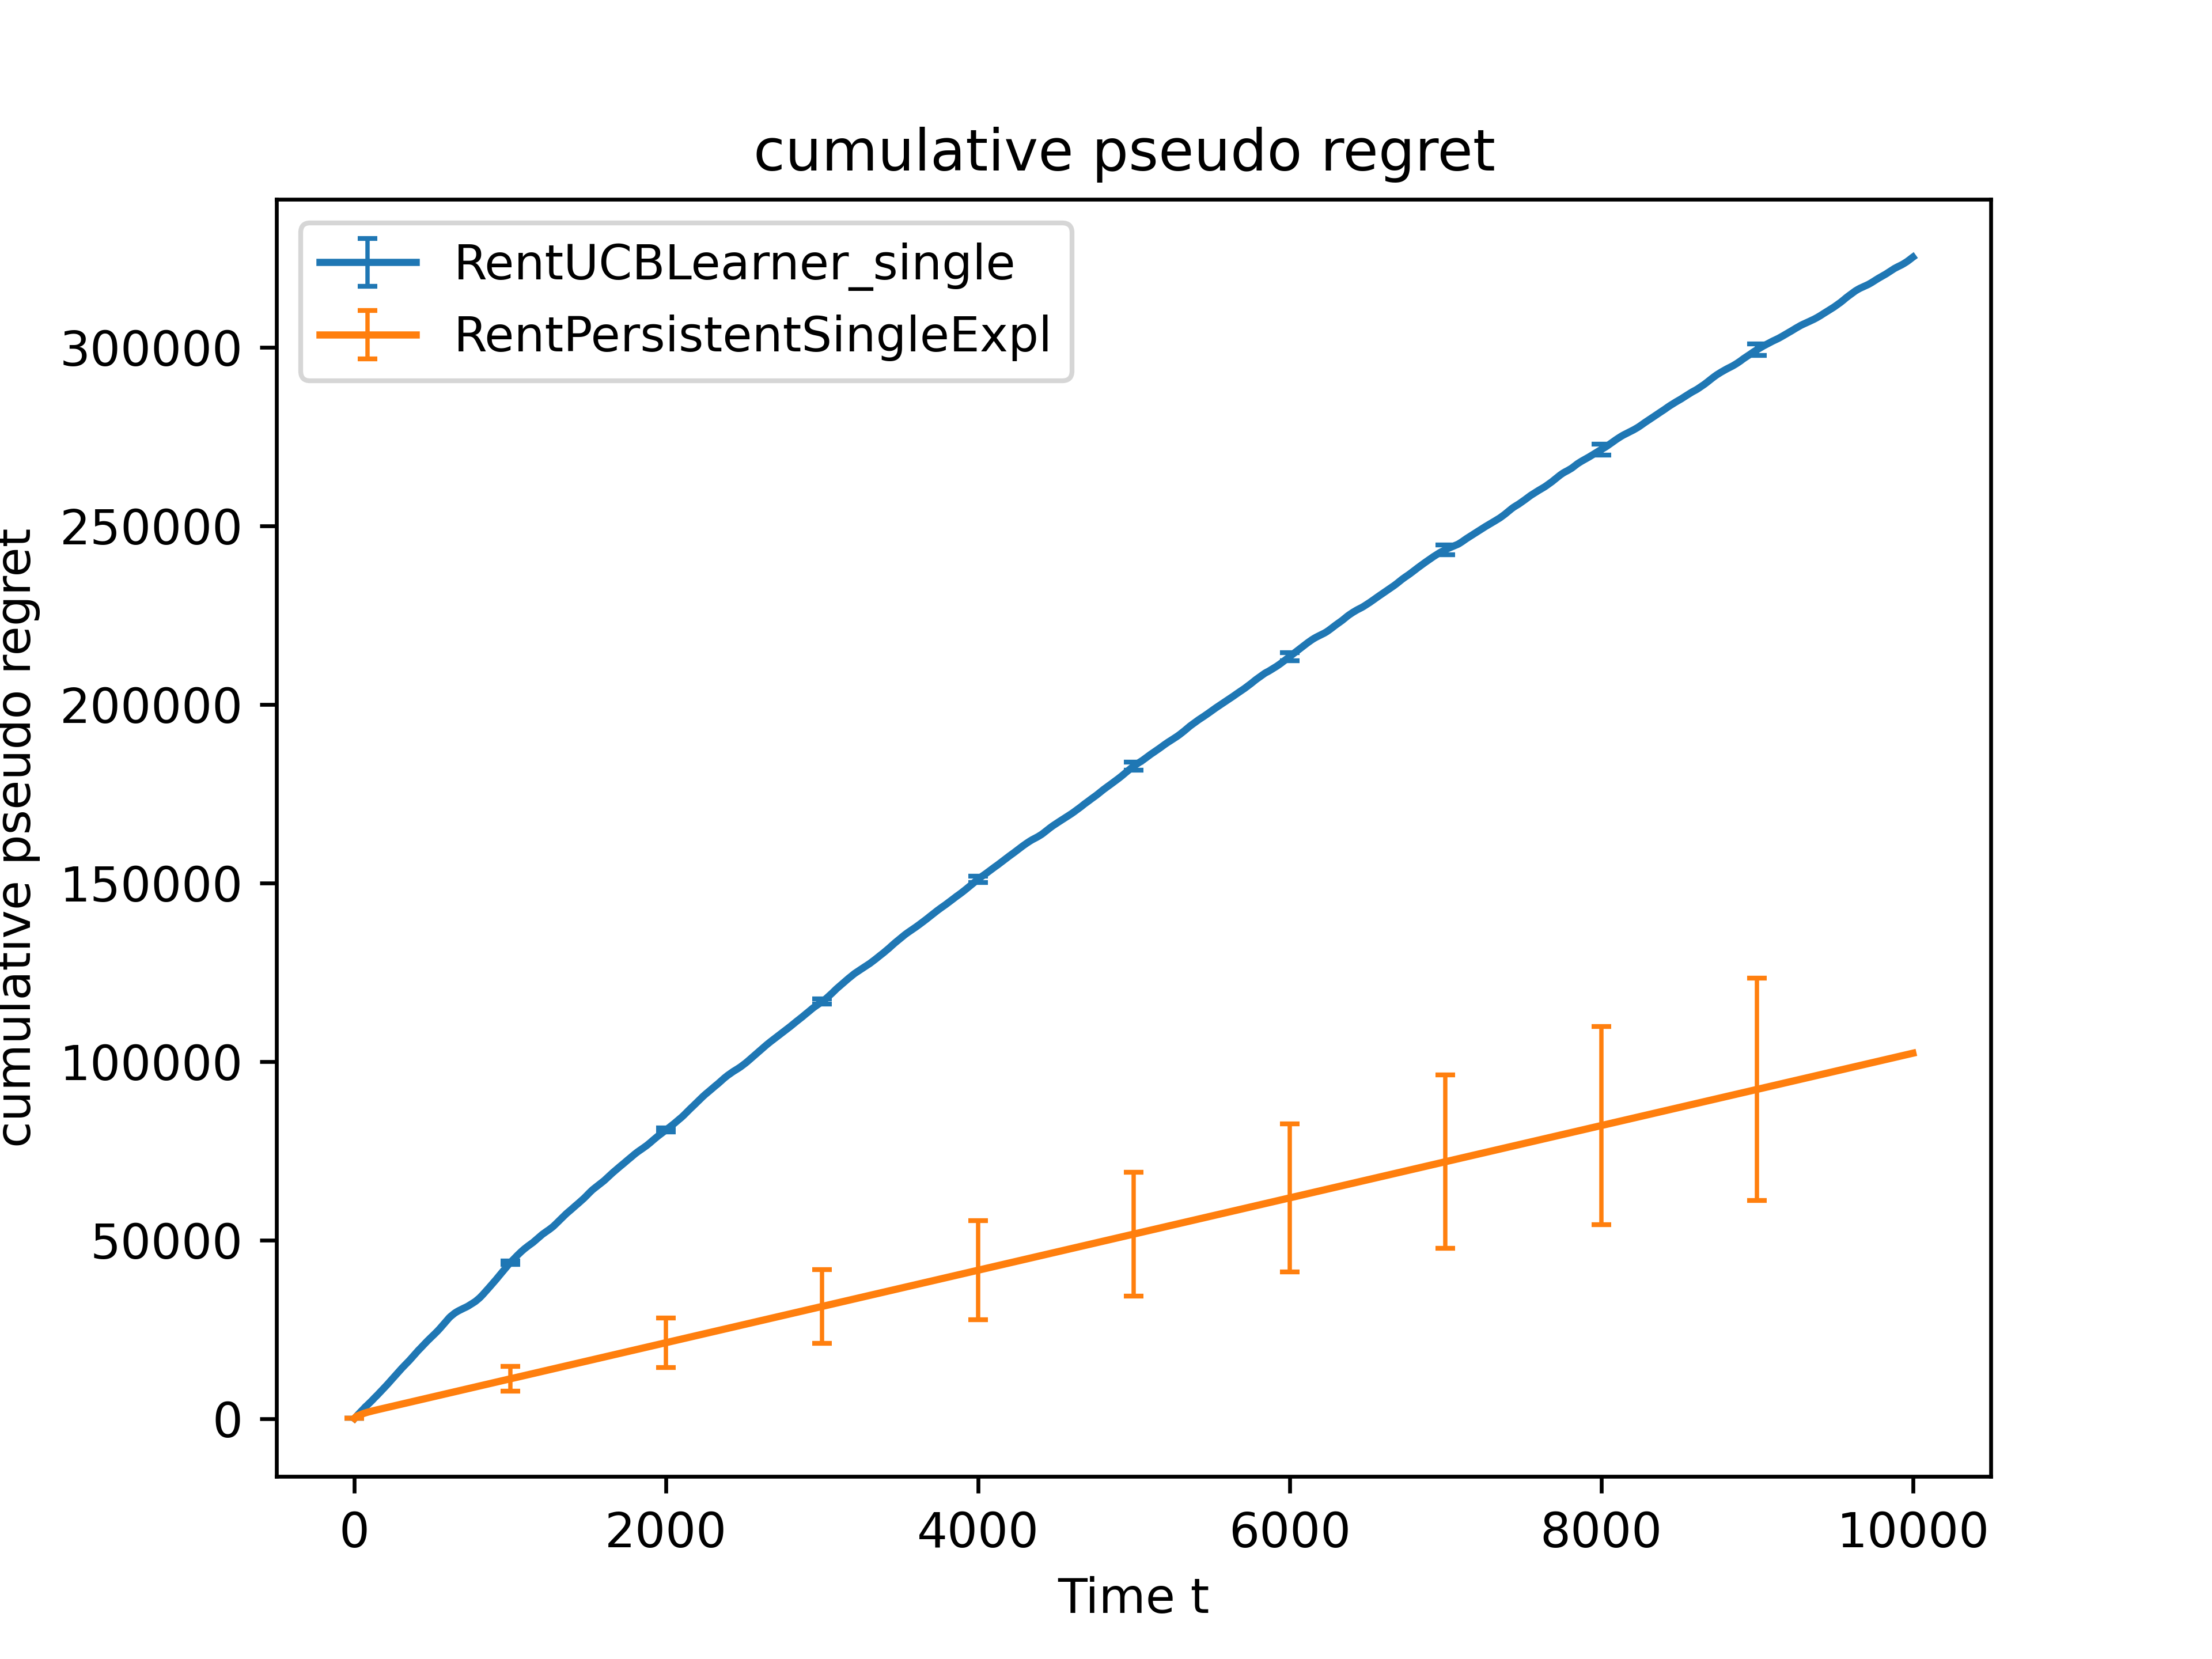 cumulative pseudo regret
RentUCBLearner_single
RentPersistentSingleExpl
cumulative pseudo regret
300000
250000
200000
150000
100000
50000
0
0 2000 4000 6000 8000 10000
Time t